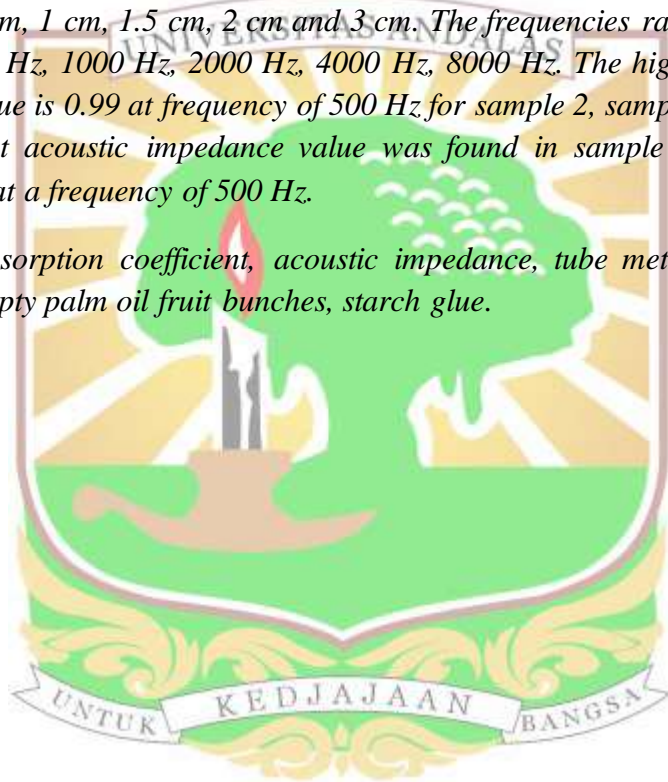 m, 1 cm, 1.5 cm, 2 cm and 3 cm. The frequencies ra
Hz, 1000 Hz, 2000 Hz, 4000 Hz, 8000 Hz. The hig
UNIVERSITAS ANDALAS
ue is 0.99 at frequency of 500 Hz for sample 2, samp
t acoustic impedance value was found in sample
at a frequency of 500 Hz.
sorption coefficient, acoustic impedance, tube met
pty palm oil fruit bunches, starch glue.
UNTUK KEDJAJAAN BANGSA